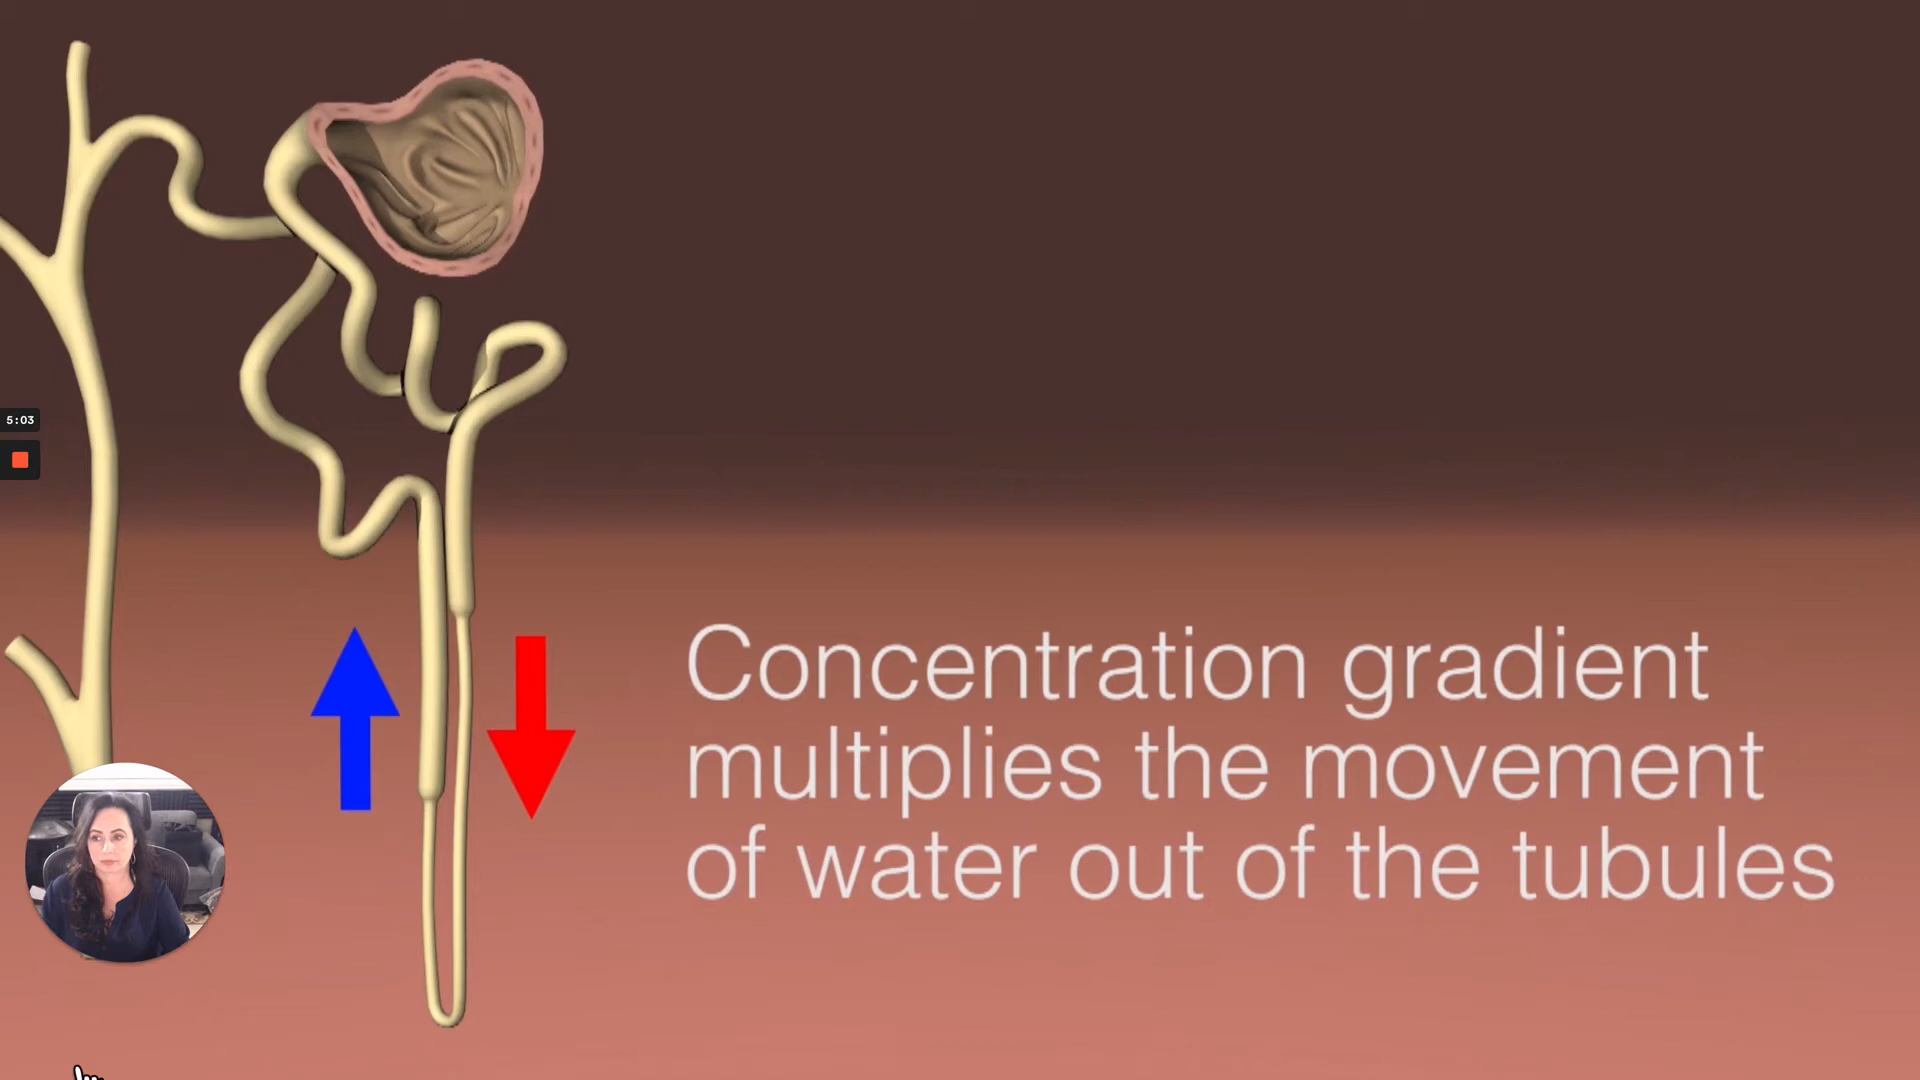 5:03
Concentration gradient
multiplies the movement
of water out of the tubules